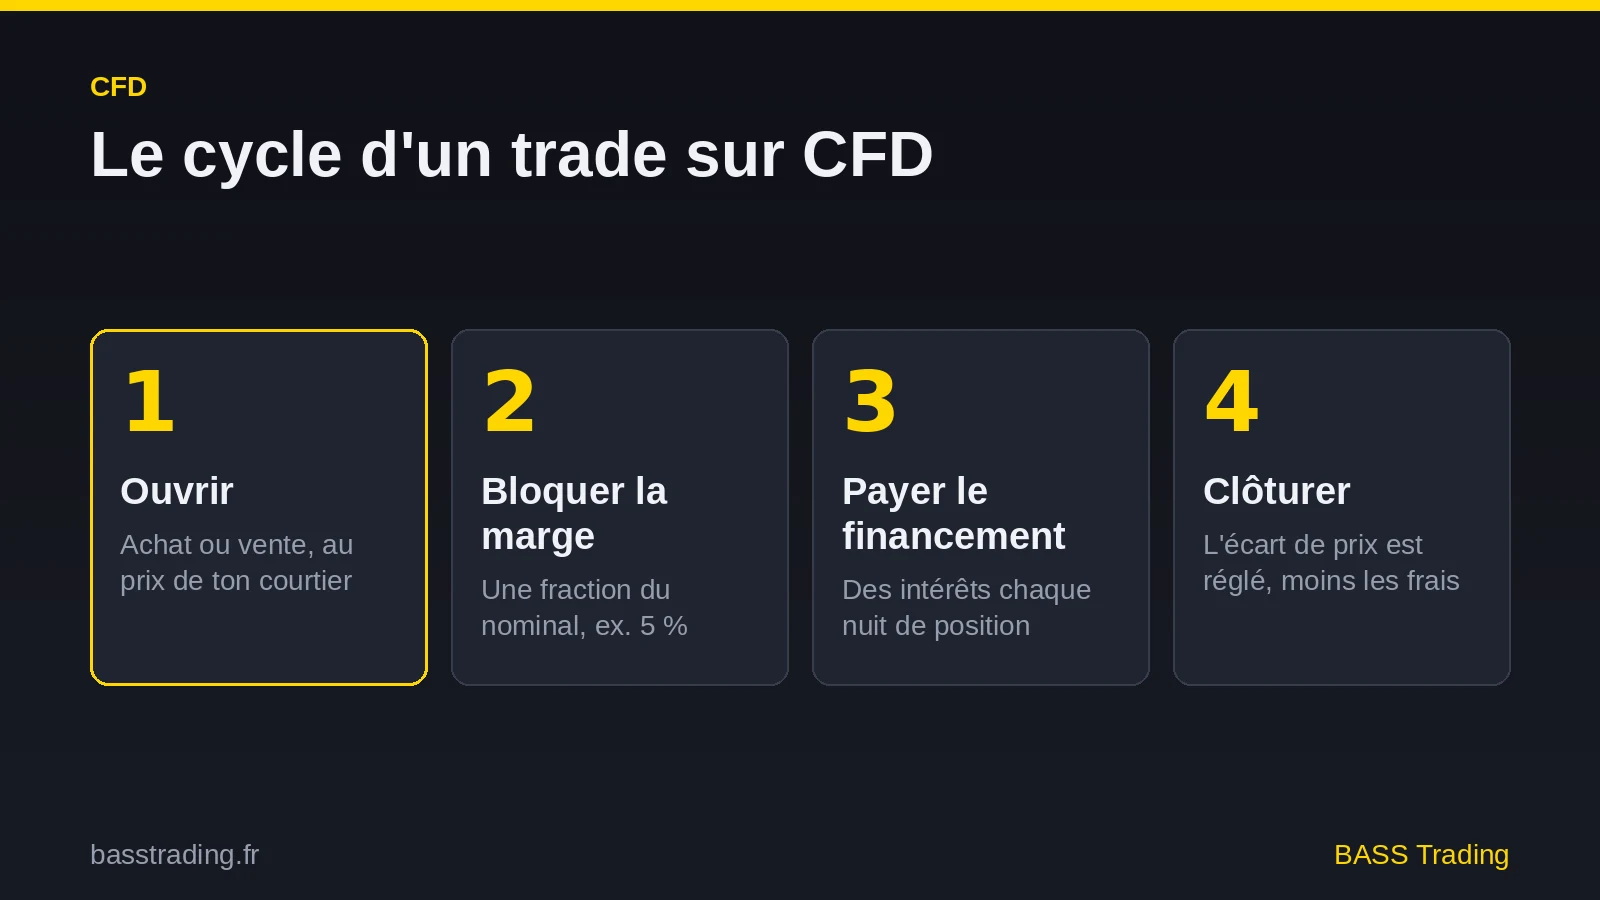 CFD
Le cycle d'un trade sur CFD
1
Ouvrir
Achat ou vente, au
prix de ton courtier
2
Bloquer la
marge
Une fraction du
nominal, ex. 5 %
3
Payer le
financement
Des intérêts chaque
nuit de position
4
Clôturer
L'écart de prix est
réglé, moins les frais
basstrading.fr
BASS Trading